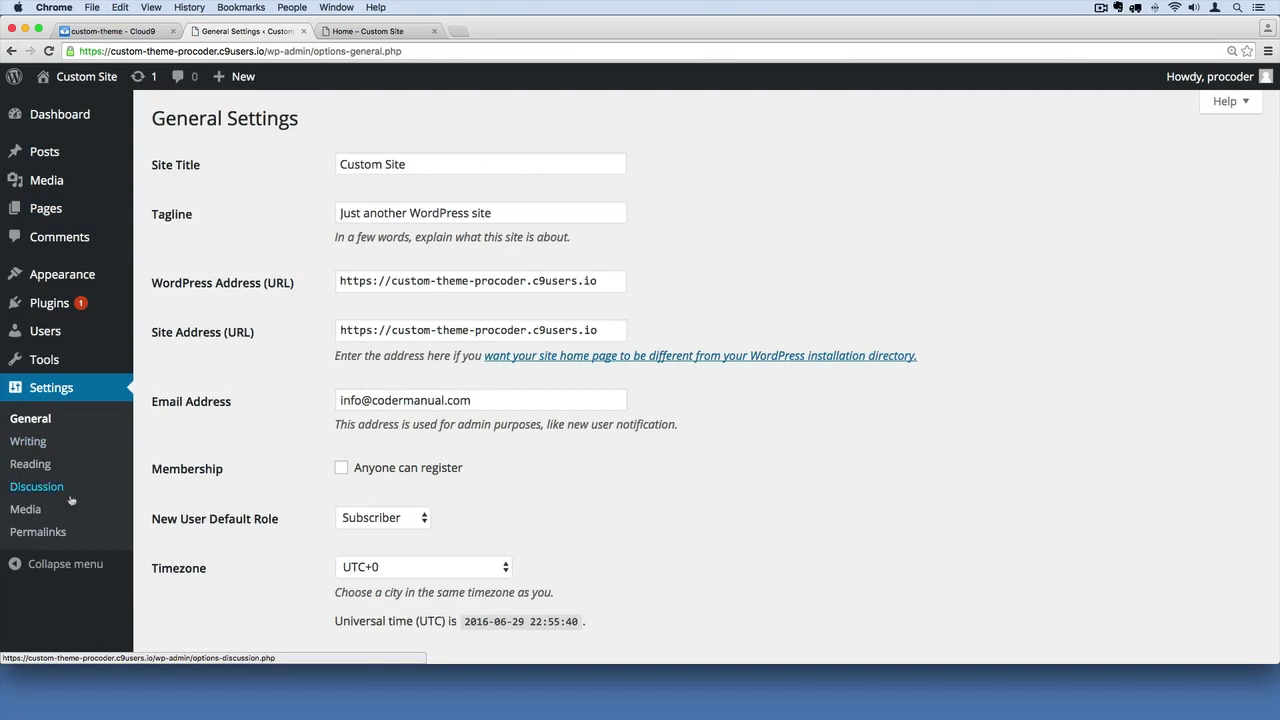 Chrome File Edit View History Bookmarks People Window Help
custom-theme - Cloud9 General Settings ‹ Custom Home – Custom Site
https://custom-theme-procoder.c9users.io/wp-admin/options-general.php
Custom Site 1 0 New Howdy, procoder
Help
Dashboard
Posts
Media
Pages
Comments
Appearance
Plugins 1
Users
Tools
Settings
General
Writing
Reading
Discussion
Media
Permalinks
Collapse menu
General Settings
Site Title Custom Site
Tagline Just another WordPress site
In a few words, explain what this site is about.
WordPress Address (URL) https://custom-theme-procoder.c9users.io
Site Address (URL) https://custom-theme-procoder.c9users.io
Enter the address here if you want your site home page to be different from your WordPress installation directory.
Email Address info@codermanual.com
This address is used for admin purposes, like new user notification.
Membership Anyone can register
New User Default Role Subscriber
Timezone UTC+0
Choose a city in the same timezone as you.
Universal time (UTC) is 2016-06-29 22:55:40 .
https://custom-theme-procoder.c9users.io/wp-admin/options-discussion.php